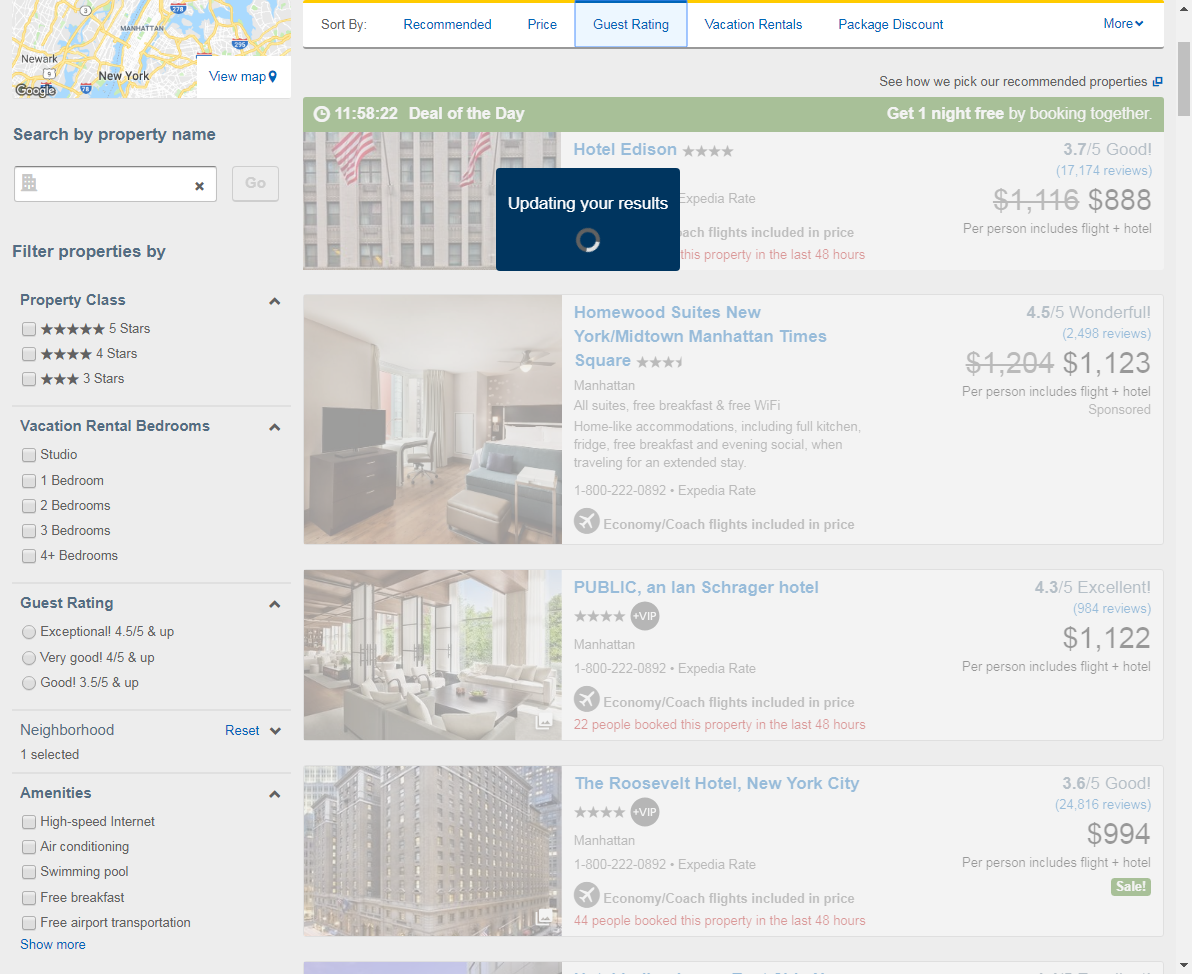 3
278
MANHATTAN
295
Newark
9
New York
78
View map
Google
Search by property name
Go
Filter properties by
Property Class
5 Stars
4 Stars
3 Stars
Vacation Rental Bedrooms
Studio
1 Bedroom
2 Bedrooms
3 Bedrooms
4+ Bedrooms
Guest Rating
Exceptional! 4.5/5 & up
Very good! 4/5 & up
Good! 3.5/5 & up
Neighborhood Reset
1 selected
Amenities
High-speed Internet
Air conditioning
Swimming pool
Free breakfast
Free airport transportation
Show more
Sort By: Recommended Price Guest Rating Vacation Rentals Package Discount More
See how we pick our recommended properties
11:58:22 Deal of the Day Get 1 night free by booking together.
Hotel Edison
3.7/5 Good!
(17,174 reviews)
$1,116 $888
Per person includes flight + hotel
Updating your results
Expedia Rate
ach flights included in price
this property in the last 48 hours
Homewood Suites New
York/Midtown Manhattan Times
Square
Manhattan
All suites, free breakfast & free WiFi
Home-like accommodations, including full kitchen,
fridge, free breakfast and evening social, when
traveling for an extended stay.
1-800-222-0892 • Expedia Rate
Economy/Coach flights included in price
4.5/5 Wonderful!
(2,498 reviews)
$1,204 $1,123
Per person includes flight + hotel
Sponsored
PUBLIC, an Ian Schrager hotel
+VIP
Manhattan
1-800-222-0892 • Expedia Rate
Economy/Coach flights included in price
22 people booked this property in the last 48 hours
4.3/5 Excellent!
(984 reviews)
$1,122
Per person includes flight + hotel
The Roosevelt Hotel, New York City
+VIP
Manhattan
1-800-222-0892 • Expedia Rate
Economy/Coach flights included in price
44 people booked this property in the last 48 hours
3.6/5 Good!
(24,816 reviews)
$994
Per person includes flight + hotel
Sale!